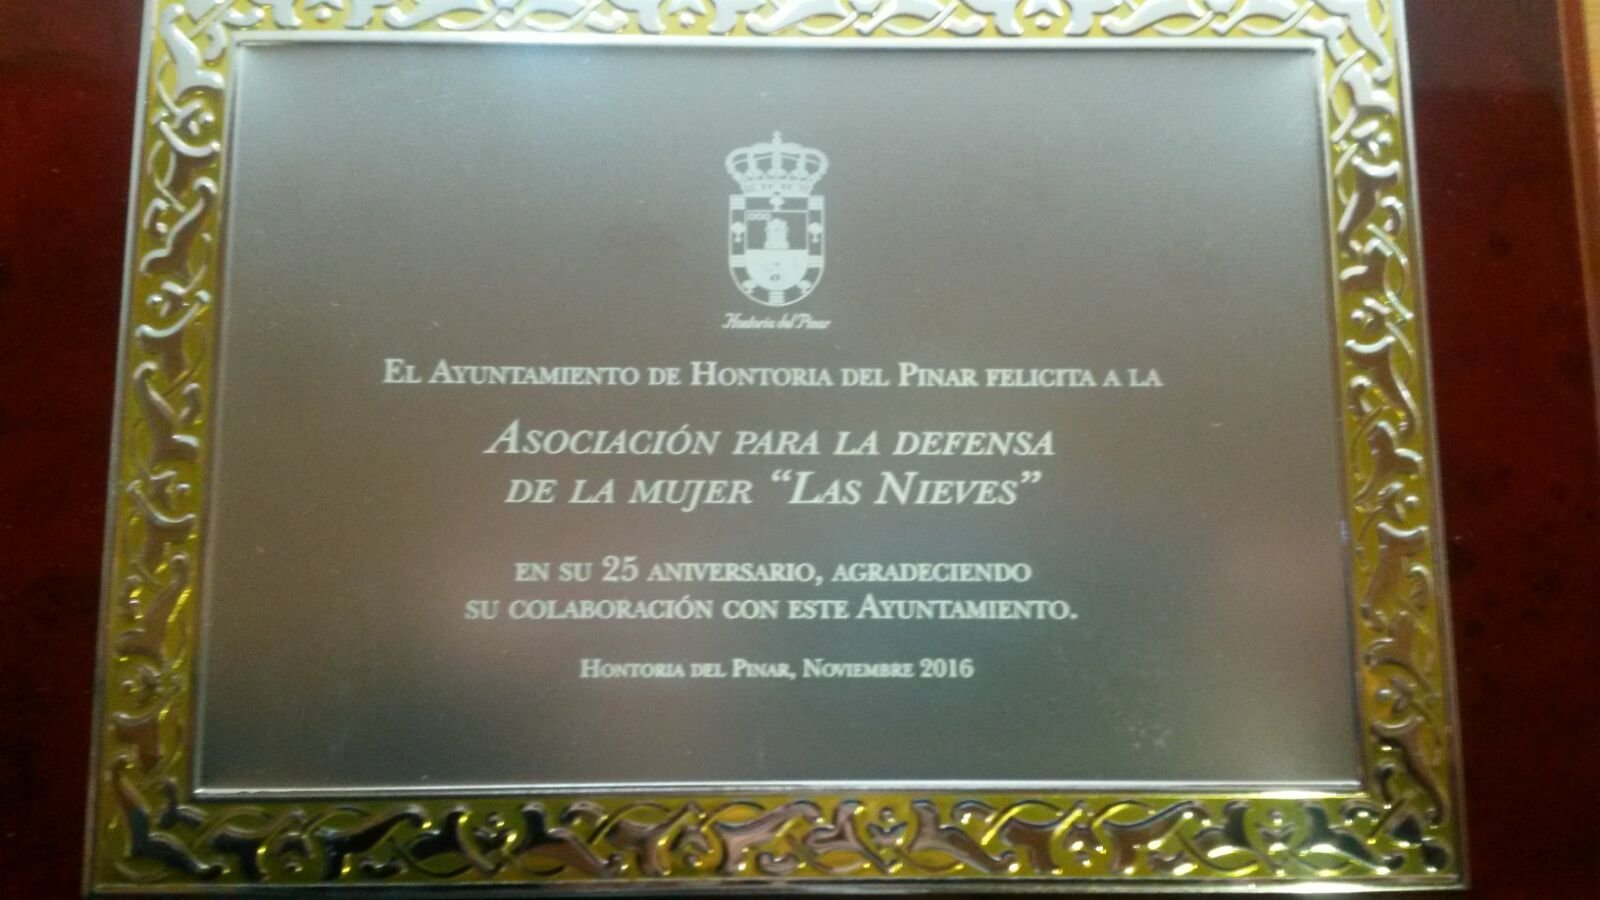 Hontoria del Pinar
El Ayuntamiento de Hontoria del Pinar felicita a la
Asociación para la defensa
de la mujer “Las Nieves”
en su 25 aniversario, agradeciendo
su colaboración con este Ayuntamiento.
Hontoria del Pinar, Noviembre 2016